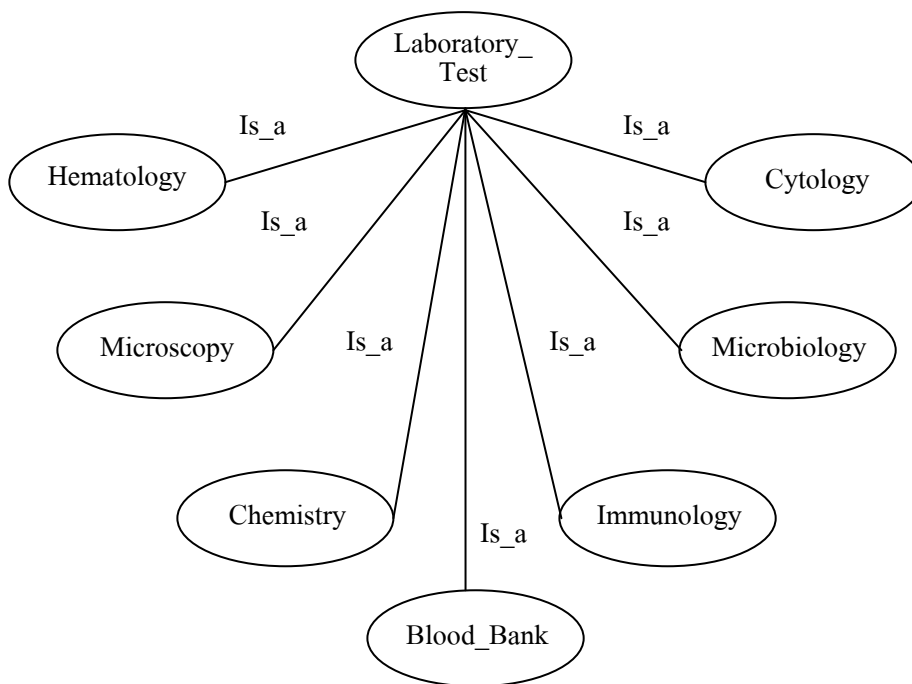 Laboratory_
Test
Is_a
Is_a
Hematology
Cytology
Is_a
Is_a
Microscopy
Is_a
Is_a
Microbiology
Chemistry
Immunology
Is_a
Blood_Bank